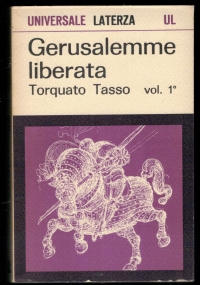 UNIVERSALE LATERZA UL
Gerusalemme
liberata
Torquato Tasso vol. 1°